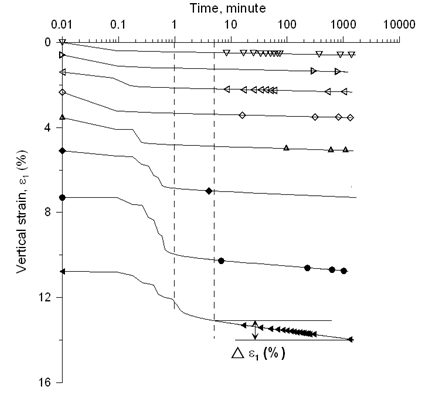 Time, minute
0.01 0.1 1 10 100 1000 10000
0
4
8
12
16
Vertical strain, ε1 (%)
△ ε1 (%)